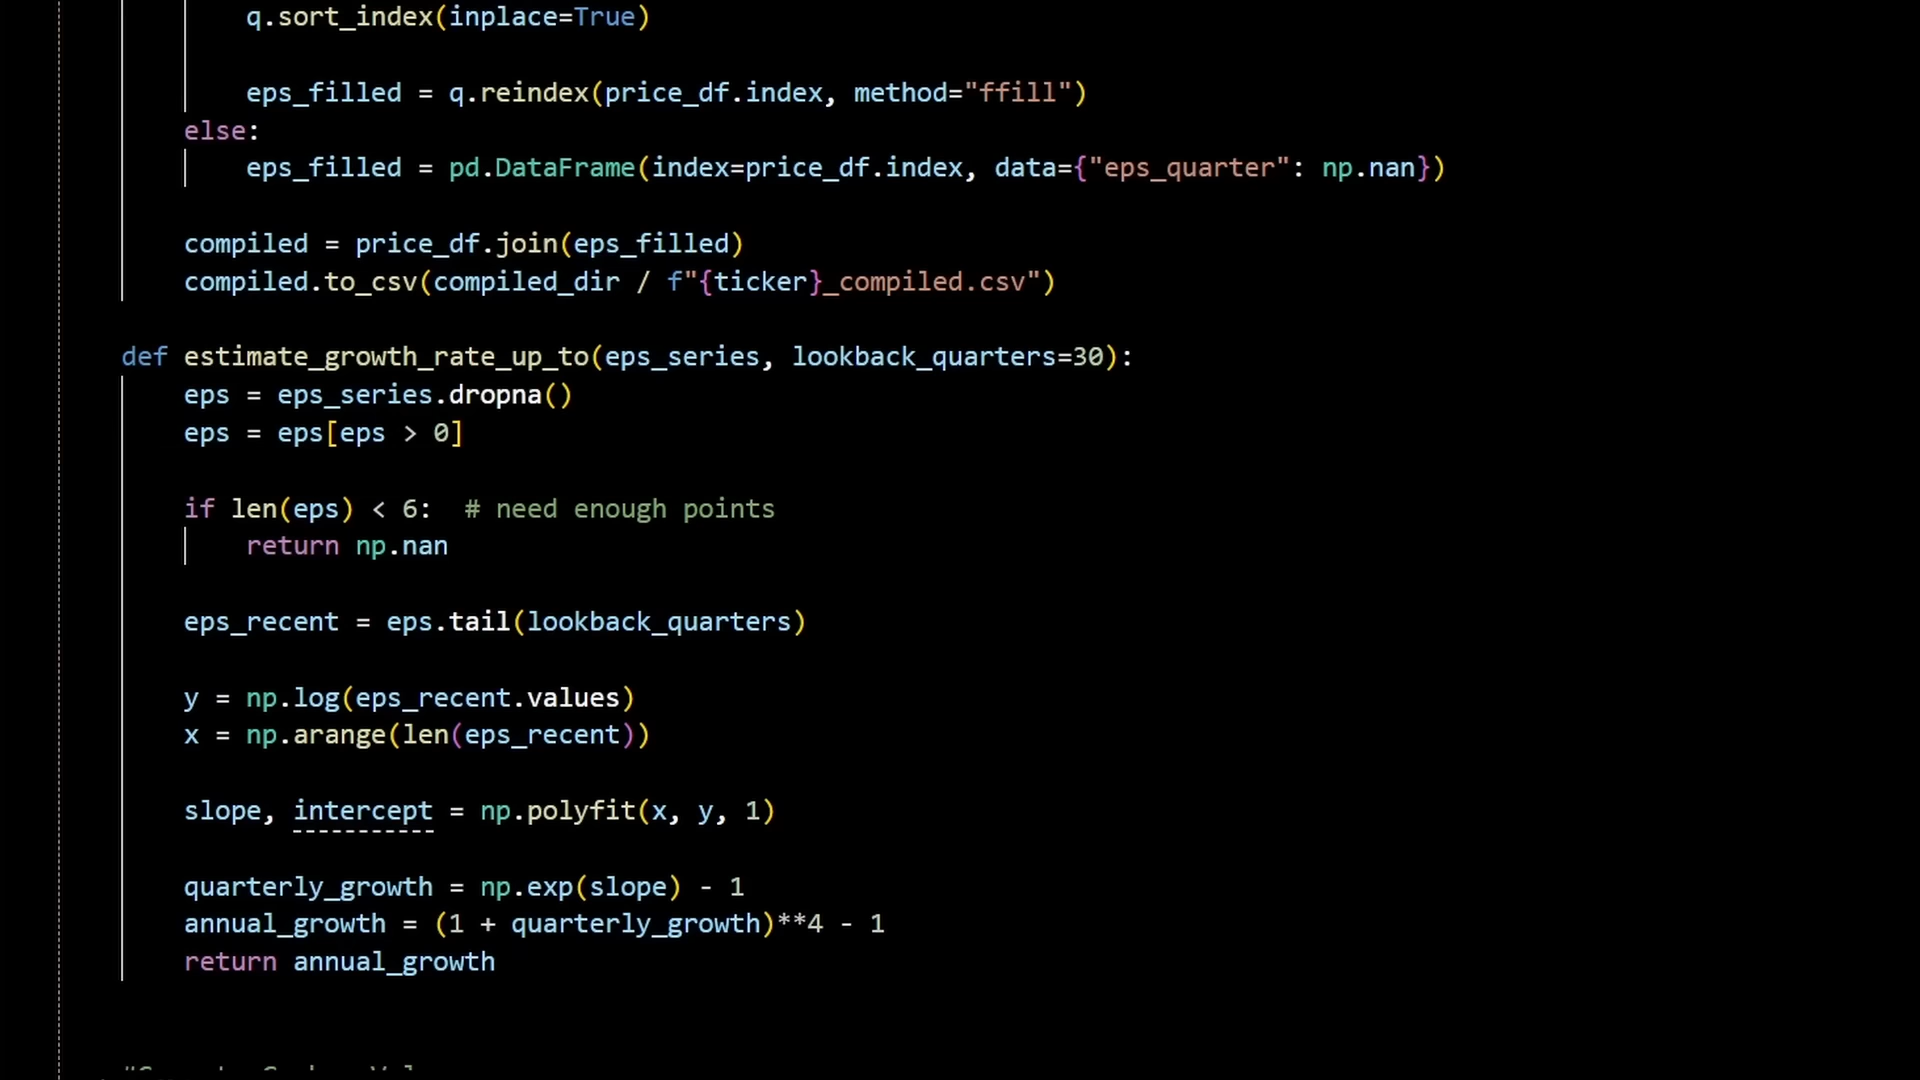 q.sort_index(inplace=True)
eps_filled = q.reindex(price_df.index, method="ffill")
else:
eps_filled = pd.DataFrame(index=price_df.index, data={"eps_quarter": np.nan})
compiled = price_df.join(eps_filled)
compiled.to_csv(compiled_dir / f"{ticker}_compiled.csv")
def estimate_growth_rate_up_to(eps_series, lookback_quarters=30):
eps = eps_series.dropna()
eps = eps[eps > 0]
if len(eps) < 6:  # need enough points
return np.nan
eps_recent = eps.tail(lookback_quarters)
y = np.log(eps_recent.values)
x = np.arange(len(eps_recent))
slope, intercept = np.polyfit(x, y, 1)
quarterly_growth = np.exp(slope) - 1
annual_growth = (1 + quarterly_growth)**4 - 1
return annual_growth